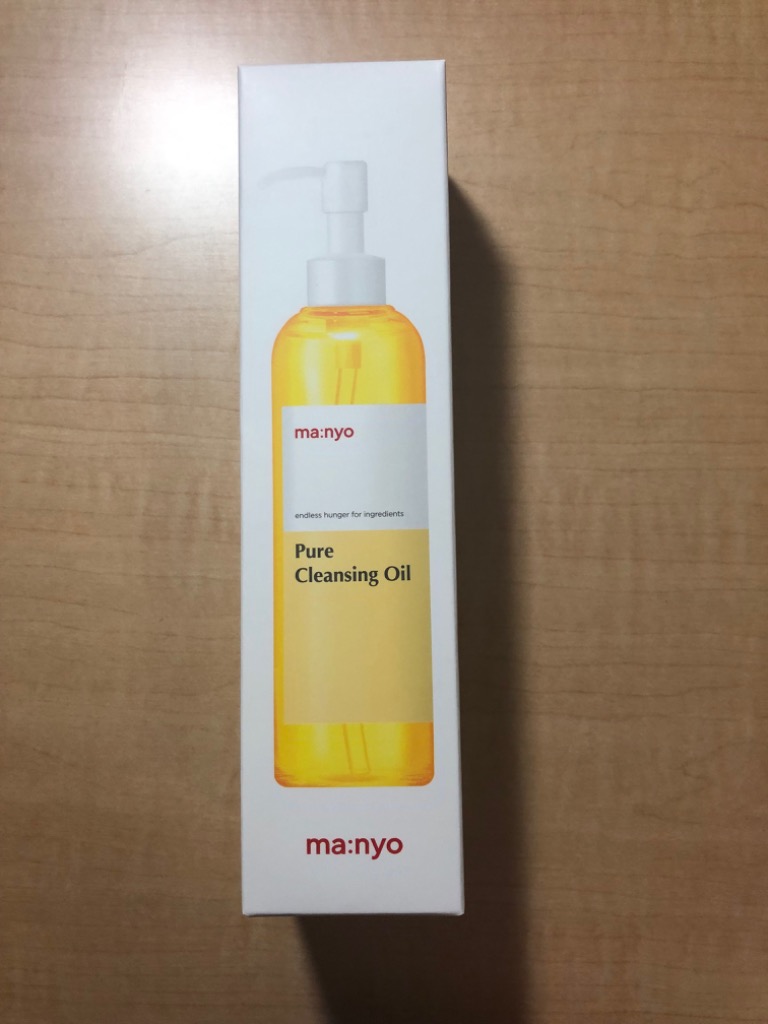 ma:nyo
endless hunger for ingredients
Pure
Cleansing Oil
ma:nyo